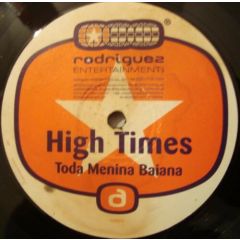 ®
rodriguez
ENTERTAINMENT)
High Times
Toda Menina Baiana
a